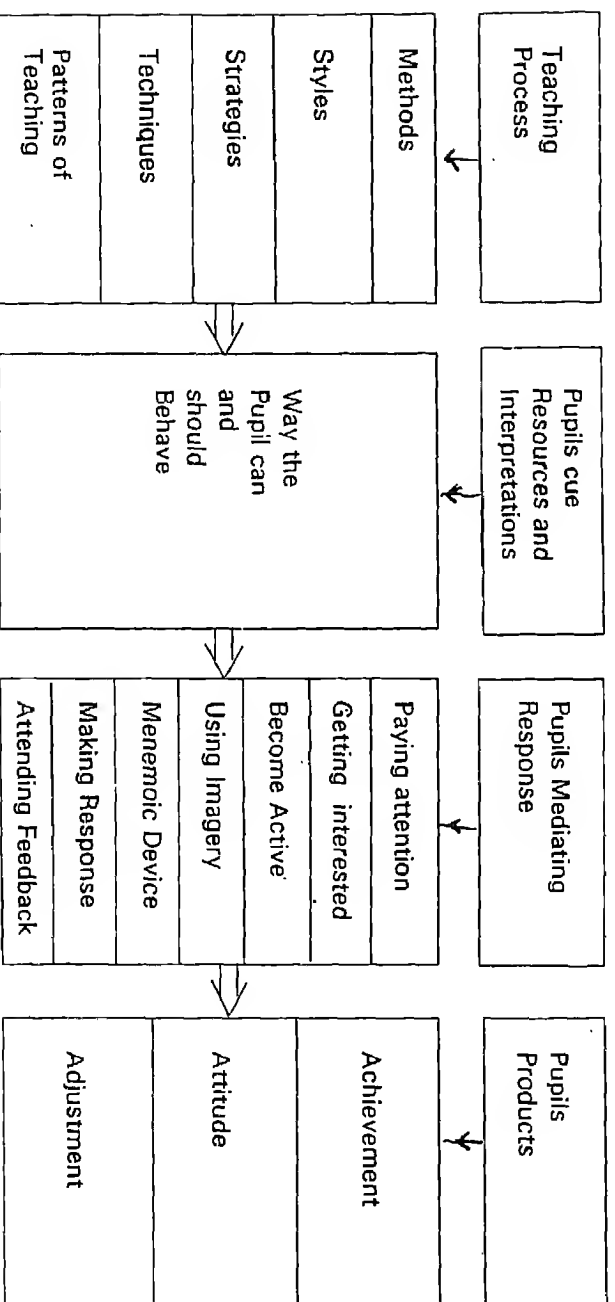 Teaching
Process
Methods
Styles
Strategies
Techniques
Patterns of
Teaching
Pupils cue
Resources and
Interpretations
Way the
Pupil can
and
should
Behave
Pupils Mediating
Response
Paying attention
Getting interested
Become Active
Using Imagery
Menemoic Device
Making Response
Attending Feedback
Pupils
Products
Achievement
Attitude
Adjustment